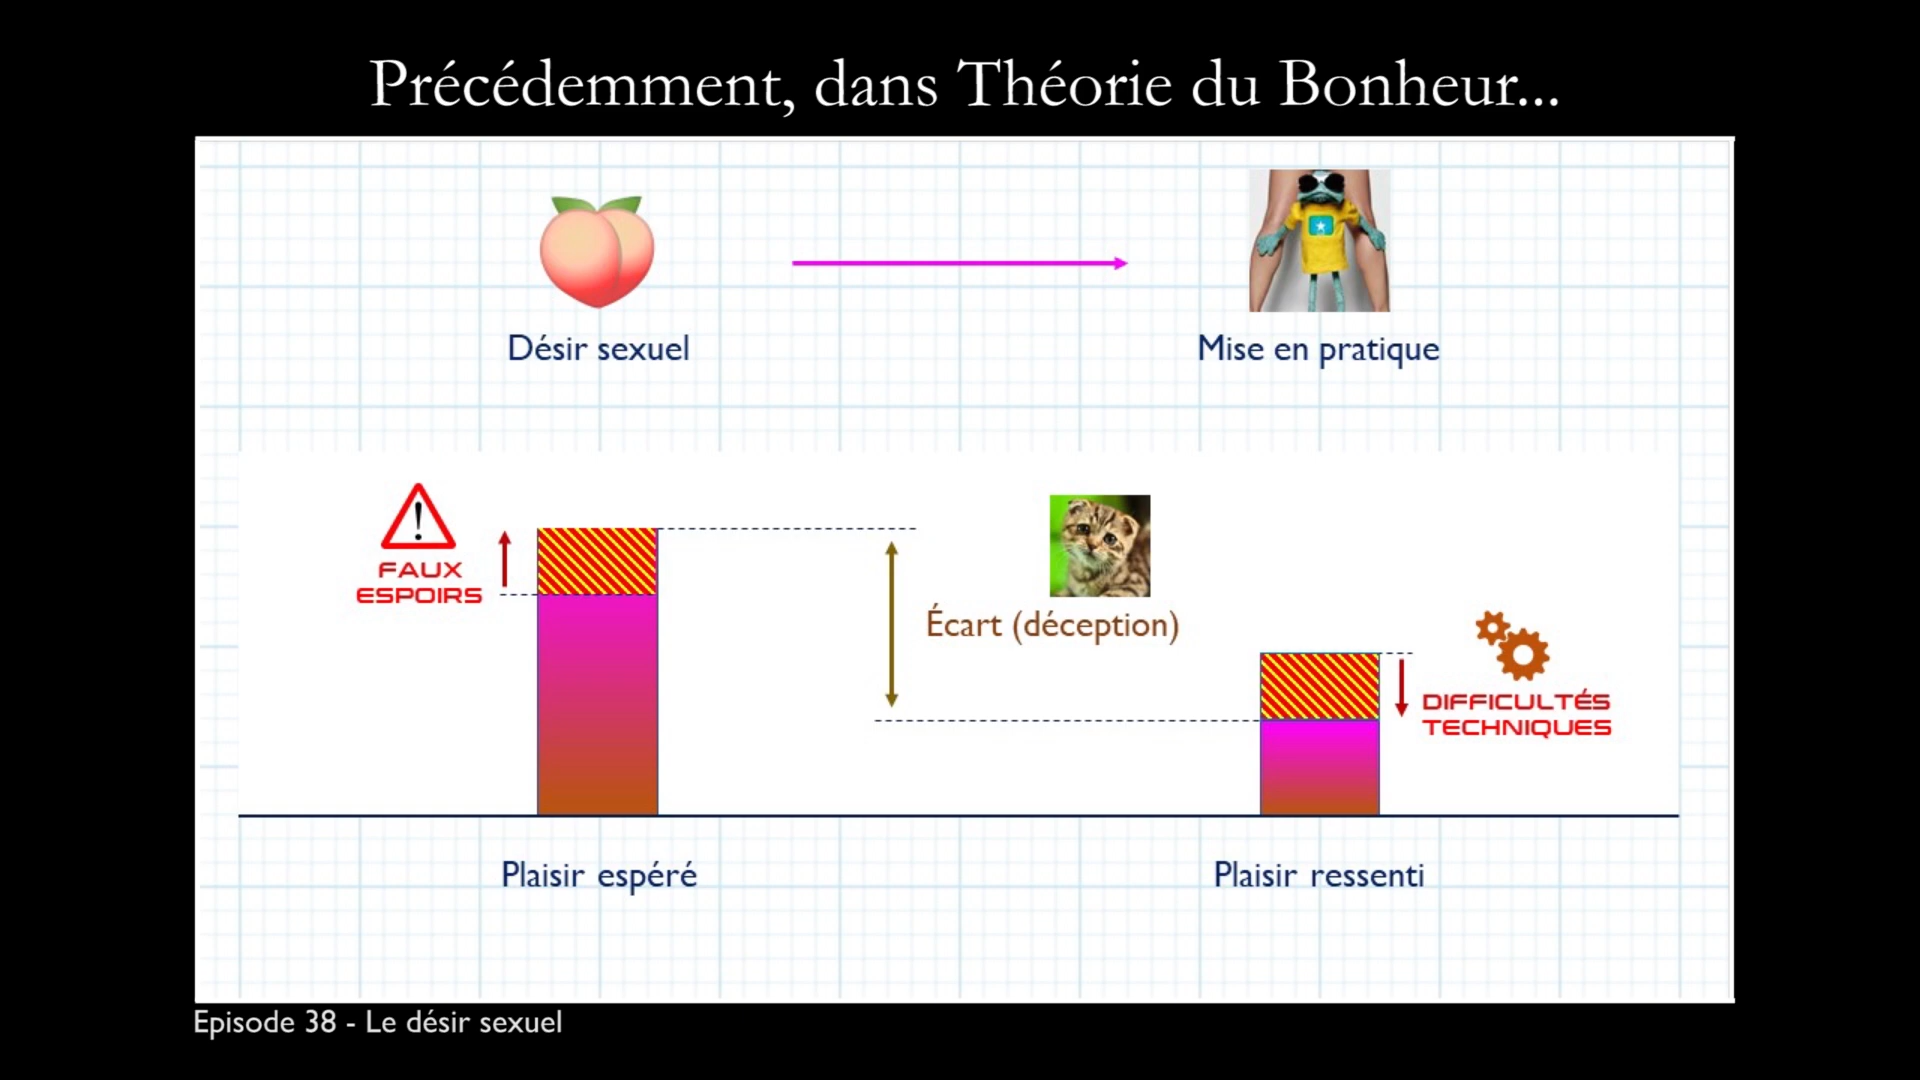 Précédemment, dans Théorie du Bonheur...
Désir sexuel
Mise en pratique
FAUX
ESPOIRS
Écart (déception)
DIFFICULTÉS
TECHNIQUES
Plaisir espéré
Plaisir ressenti
Episode 38 - Le désir sexuel